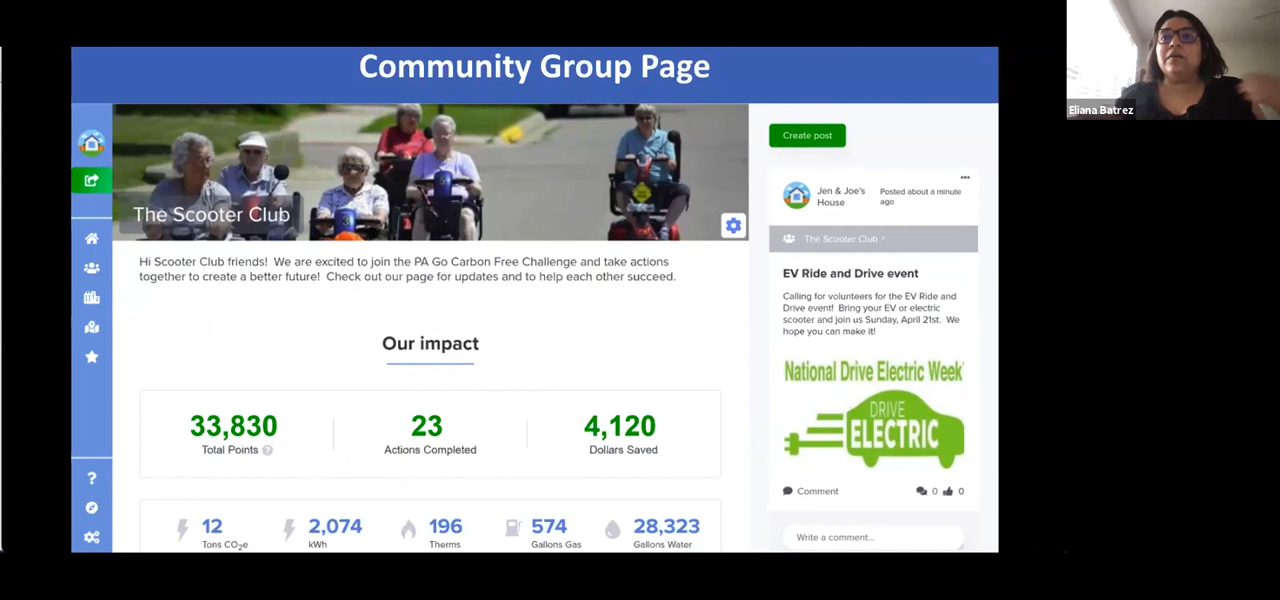 Community Group Page
Eliana Batrez
The Scooter Club
Hi Scooter Club friends! We are excited to join the PA Go Carbon Free Challenge and take actions
together to create a better future! Check out our page for updates and to help each other succeed.
Our impact
33,830
Total Points ?
23
Actions Completed
4,120
Dollars Saved
12
Tons CO2e
2,074
kWh
196
Therms
574
Gallons Gas
28,323
Gallons Water
?
Create post
Jen & Joe's
House
Posted about a minute
ago
The Scooter Club
EV Ride and Drive event
Calling for volunteers for the EV Ride and
Drive event! Bring your EV or electric
scooter and join us Sunday, April 21st. We
hope you can make it!
National Drive Electric Week
DRIVE
ELECTRIC
Comment
0
0
Write a comment...